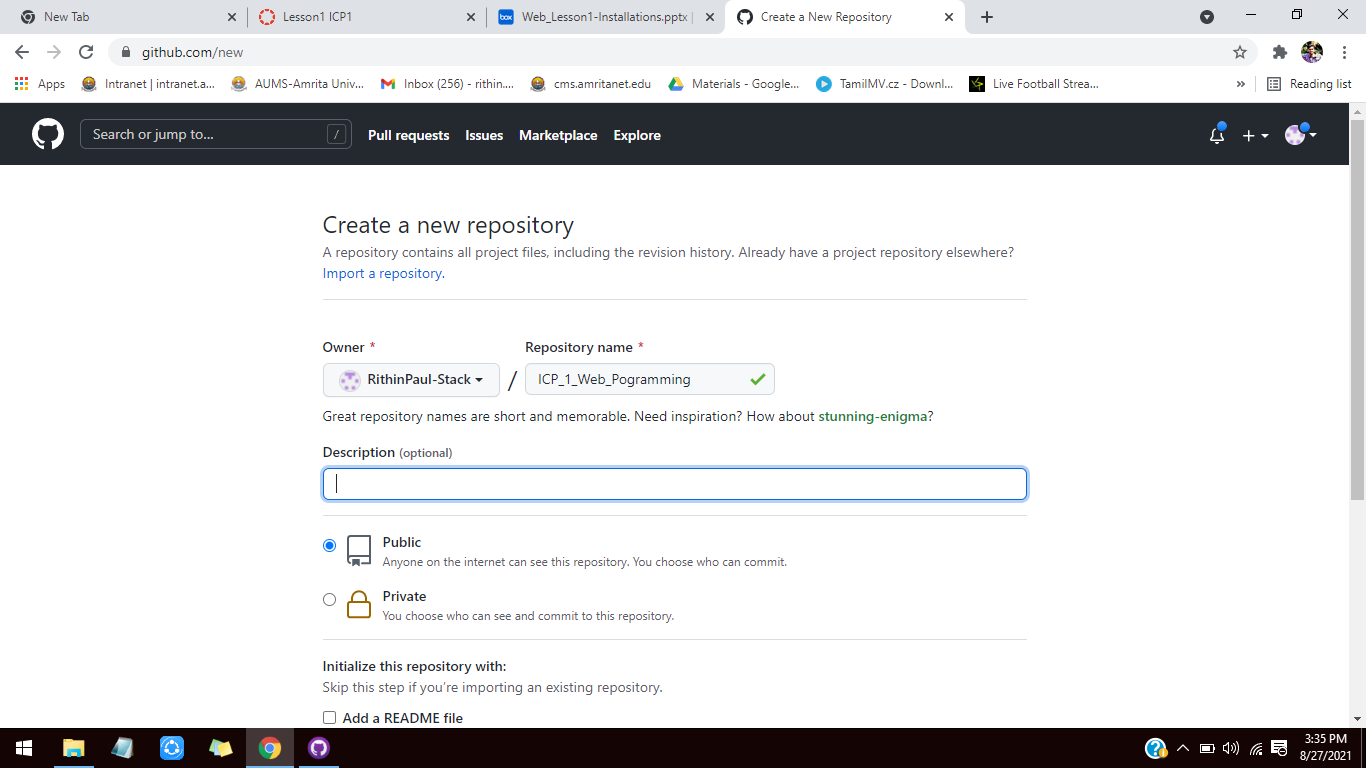 New Tab
Lesson1 ICP1
Web_Lesson1-Installations.pptx |
Create a New Repository
github.com/new
Apps
Intranet | intranet.a...
AUMS-Amrita Univ...
Inbox (256) - rithin....
cms.amritanet.edu
Materials - Google...
TamilMV.cz - Downl...
Live Football Strea...
»
Reading list
Search or jump to...
/
Pull requests
Issues
Marketplace
Explore
Create a new repository
A repository contains all project files, including the revision history. Already have a project repository elsewhere?
Import a repository.
Owner *
Repository name *
RithinPaul-Stack
/
ICP_1_Web_Pogramming
Great repository names are short and memorable. Need inspiration? How about stunning-enigma?
Description (optional)
Public
Anyone on the internet can see this repository. You choose who can commit.
Private
You choose who can see and commit to this repository.
Initialize this repository with:
Skip this step if you're importing an existing repository.
Add a README file
3:35 PM
8/27/2021